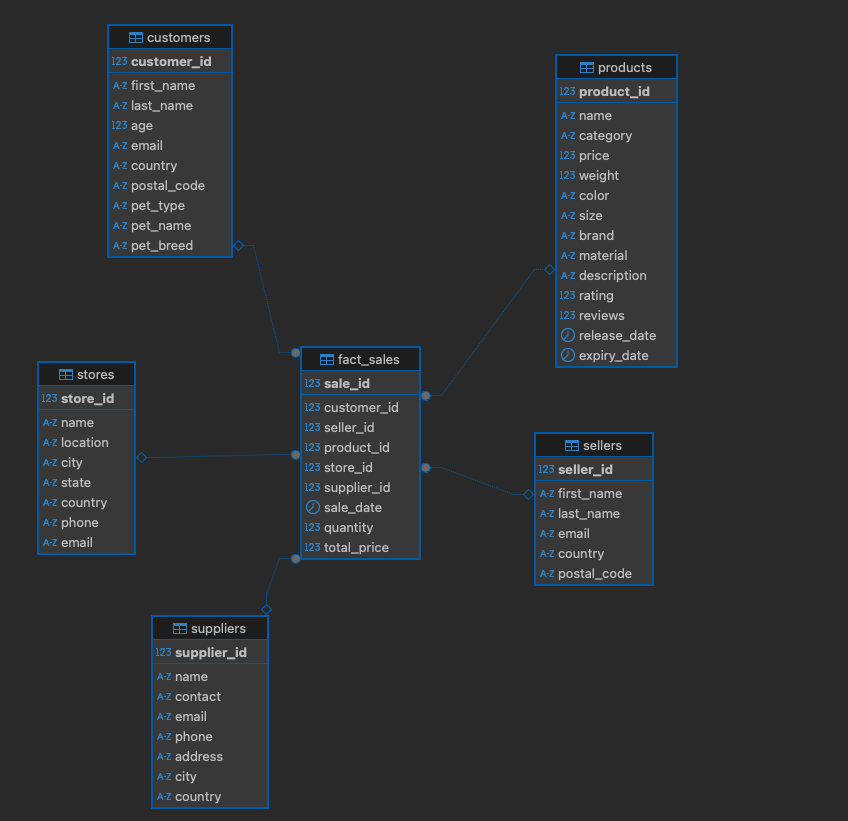 customers
123 customer_id
A-Z first_name
A-Z last_name
123 age
A-Z email
A-Z country
A-Z postal_code
A-Z pet_type
A-Z pet_name
A-Z pet_breed
products
123 product_id
A-Z name
A-Z category
123 price
123 weight
A-Z color
A-Z size
A-Z brand
A-Z material
A-Z description
123 rating
123 reviews
release_date
expiry_date
stores
123 store_id
A-Z name
A-Z location
A-Z city
A-Z state
A-Z country
A-Z phone
A-Z email
fact_sales
123 sale_id
123 customer_id
123 seller_id
123 product_id
123 store_id
123 supplier_id
sale_date
123 quantity
123 total_price
sellers
123 seller_id
A-Z first_name
A-Z last_name
A-Z email
A-Z country
A-Z postal_code
suppliers
123 supplier_id
A-Z name
A-Z contact
A-Z email
A-Z phone
A-Z address
A-Z city
A-Z country